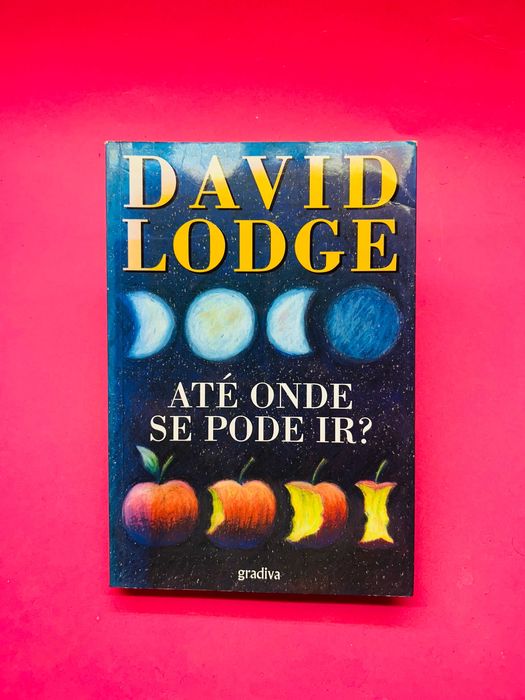 DAVID
LODGE
ATÉ ONDE
SE PODE IR?
gradiva